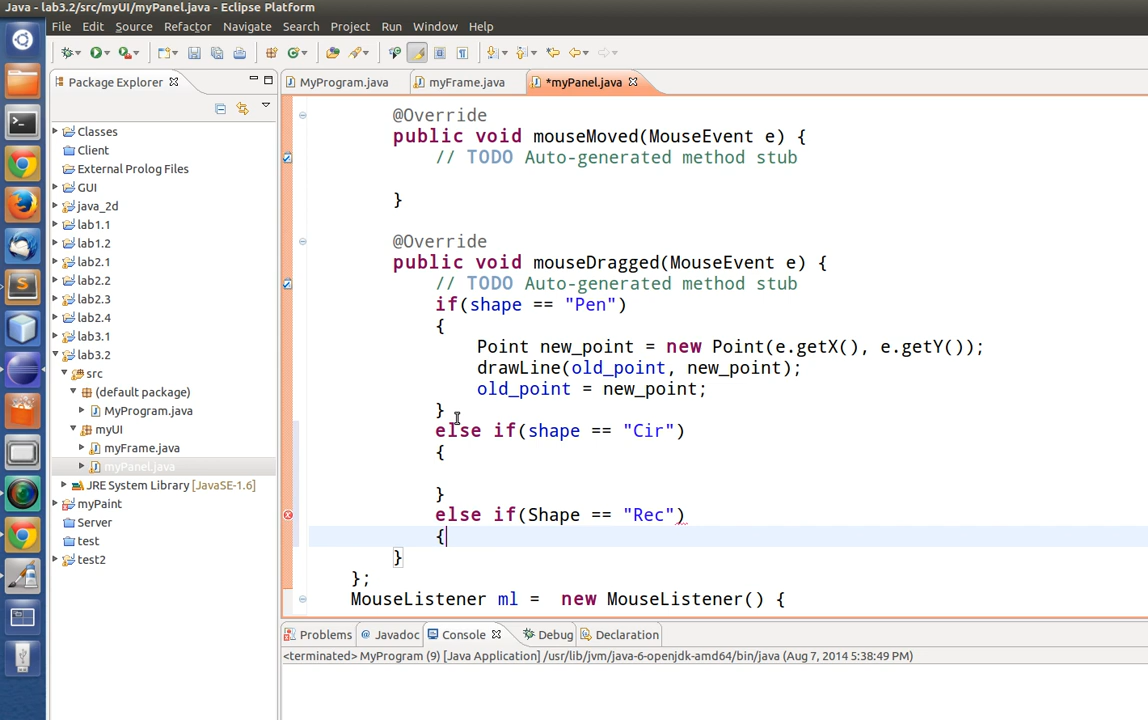 Java - lab3.2/src/myUI/myPanel.java - Eclipse Platform
File Edit Source Refactor Navigate Search Project Run Window Help
Package Explorer
MyProgram.java
myFrame.java
*myPanel.java
Classes
Client
External Prolog Files
GUI
java_2d
lab1.1
lab1.2
lab2.1
lab2.2
lab2.3
lab2.4
lab3.1
lab3.2
src
(default package)
MyProgram.java
myUI
myFrame.java
myPanel.java
JRE System Library [JavaSE-1.6]
myPaint
Server
test
test2
@Override
public void mouseMoved(MouseEvent e) {
// TODO Auto-generated method stub
}
@Override
public void mouseDragged(MouseEvent e) {
// TODO Auto-generated method stub
if(shape == "Pen")
{
Point new_point = new Point(e.getX(), e.getY());
drawLine(old_point, new_point);
old_point = new_point;
}
else if(shape == "Cir")
{
}
else if(Shape == "Rec")
{
}
};
MouseListener ml =  new MouseListener() {
Problems @ Javadoc Console Debug Declaration
<terminated> MyProgram (9) [Java Application] /usr/lib/jvm/java-6-openjdk-amd64/bin/java (Aug 7, 2014 5:38:49 PM)